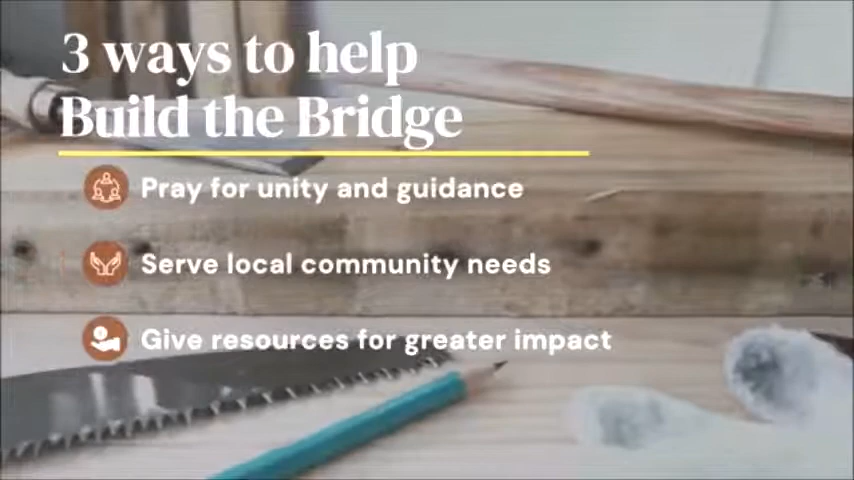 3 ways to help
Build the Bridge
Pray for unity and guidance
Serve local community needs
Give resources for greater impact